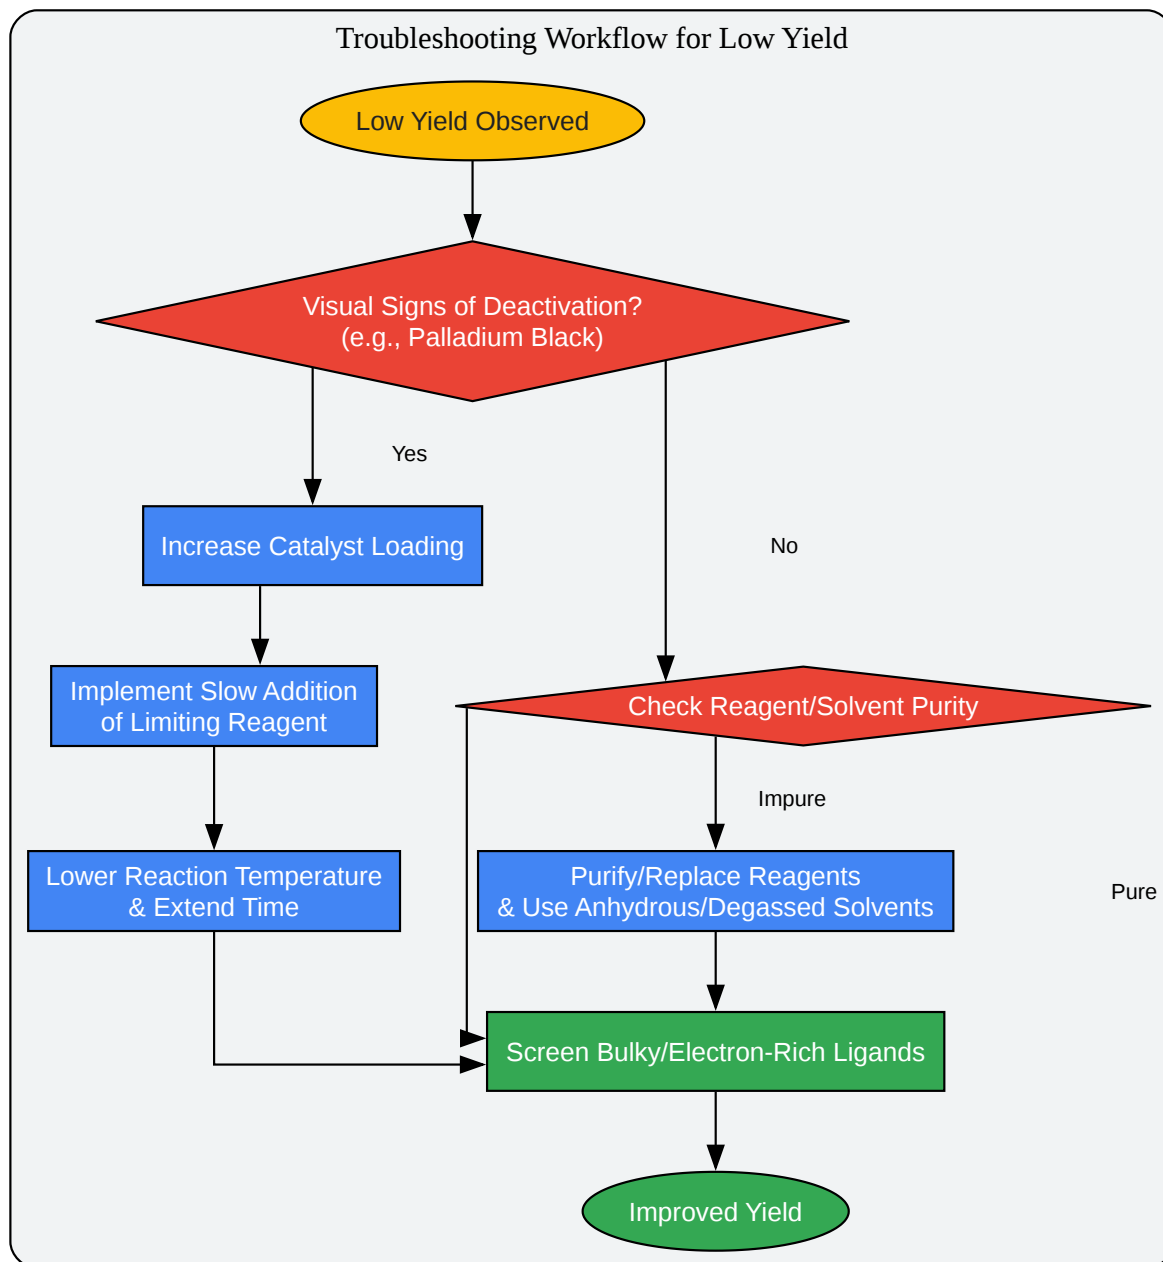 Troubleshooting Workflow for Low Yield
Low Yield Observed
Visual Signs of Deactivation?
(e.g., Palladium Black)
Yes
No
Increase Catalyst Loading
Implement Slow Addition
of Limiting Reagent
Check Reagent/Solvent Purity
Impure
Pure
Lower Reaction Temperature
& Extend Time
Purify/Replace Reagents
& Use Anhydrous/Degassed Solvents
Screen Bulky/Electron-Rich Ligands
Improved Yield